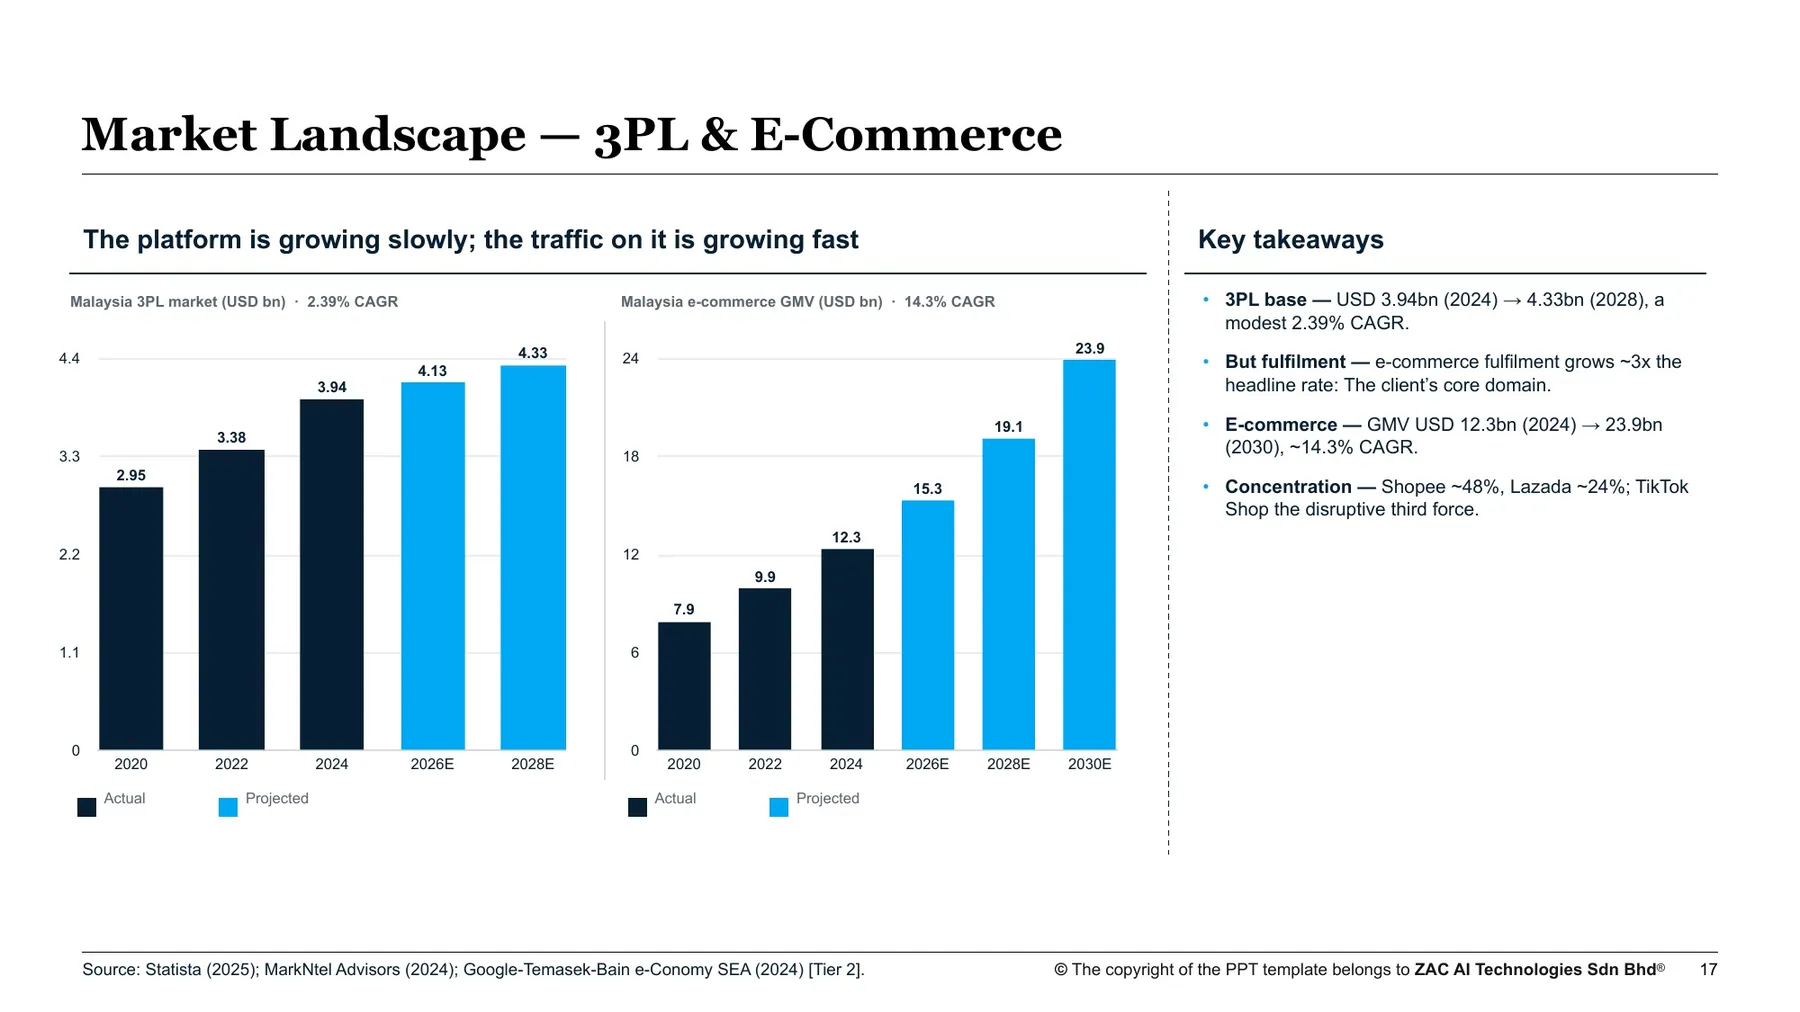 Market Landscape — 3PL & E-Commerce
The platform is growing slowly; the traffic on it is growing fast
Malaysia 3PL market (USD bn) · 2.39% CAGR
4.4
3.3
2.2
1.1
0
2.95
3.38
3.94
4.13
4.33
2020
2022
2024
2026E
2028E
Actual
Projected
Malaysia e-commerce GMV (USD bn) · 14.3% CAGR
24
18
12
6
0
7.9
9.9
12.3
15.3
19.1
23.9
2020
2022
2024
2026E
2028E
2030E
Actual
Projected
Key takeaways
• 3PL base — USD 3.94bn (2024) → 4.33bn (2028), a
modest 2.39% CAGR.
• But fulfilment — e-commerce fulfilment grows ~3x the
headline rate: The client’s core domain.
• E-commerce — GMV USD 12.3bn (2024) → 23.9bn
(2030), ~14.3% CAGR.
• Concentration — Shopee ~48%, Lazada ~24%; TikTok
Shop the disruptive third force.
Source: Statista (2025); MarkNtel Advisors (2024); Google-Temasek-Bain e-Conomy SEA (2024) [Tier 2].
© The copyright of the PPT template belongs to ZAC AI Technologies Sdn Bhd®
17